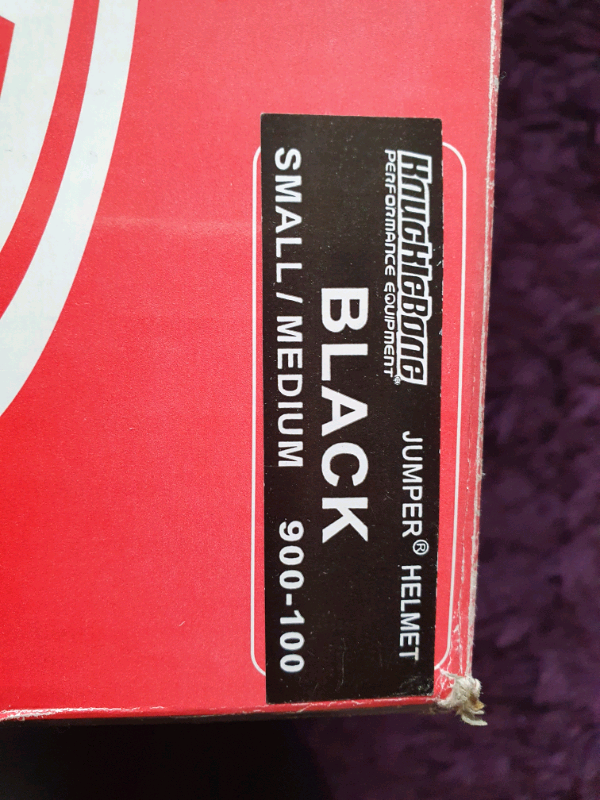 KnuckleBone JUMPER® HELMET
PERFORMANCE EQUIPMENT®
BLACK
SMALL / MEDIUM 900-100